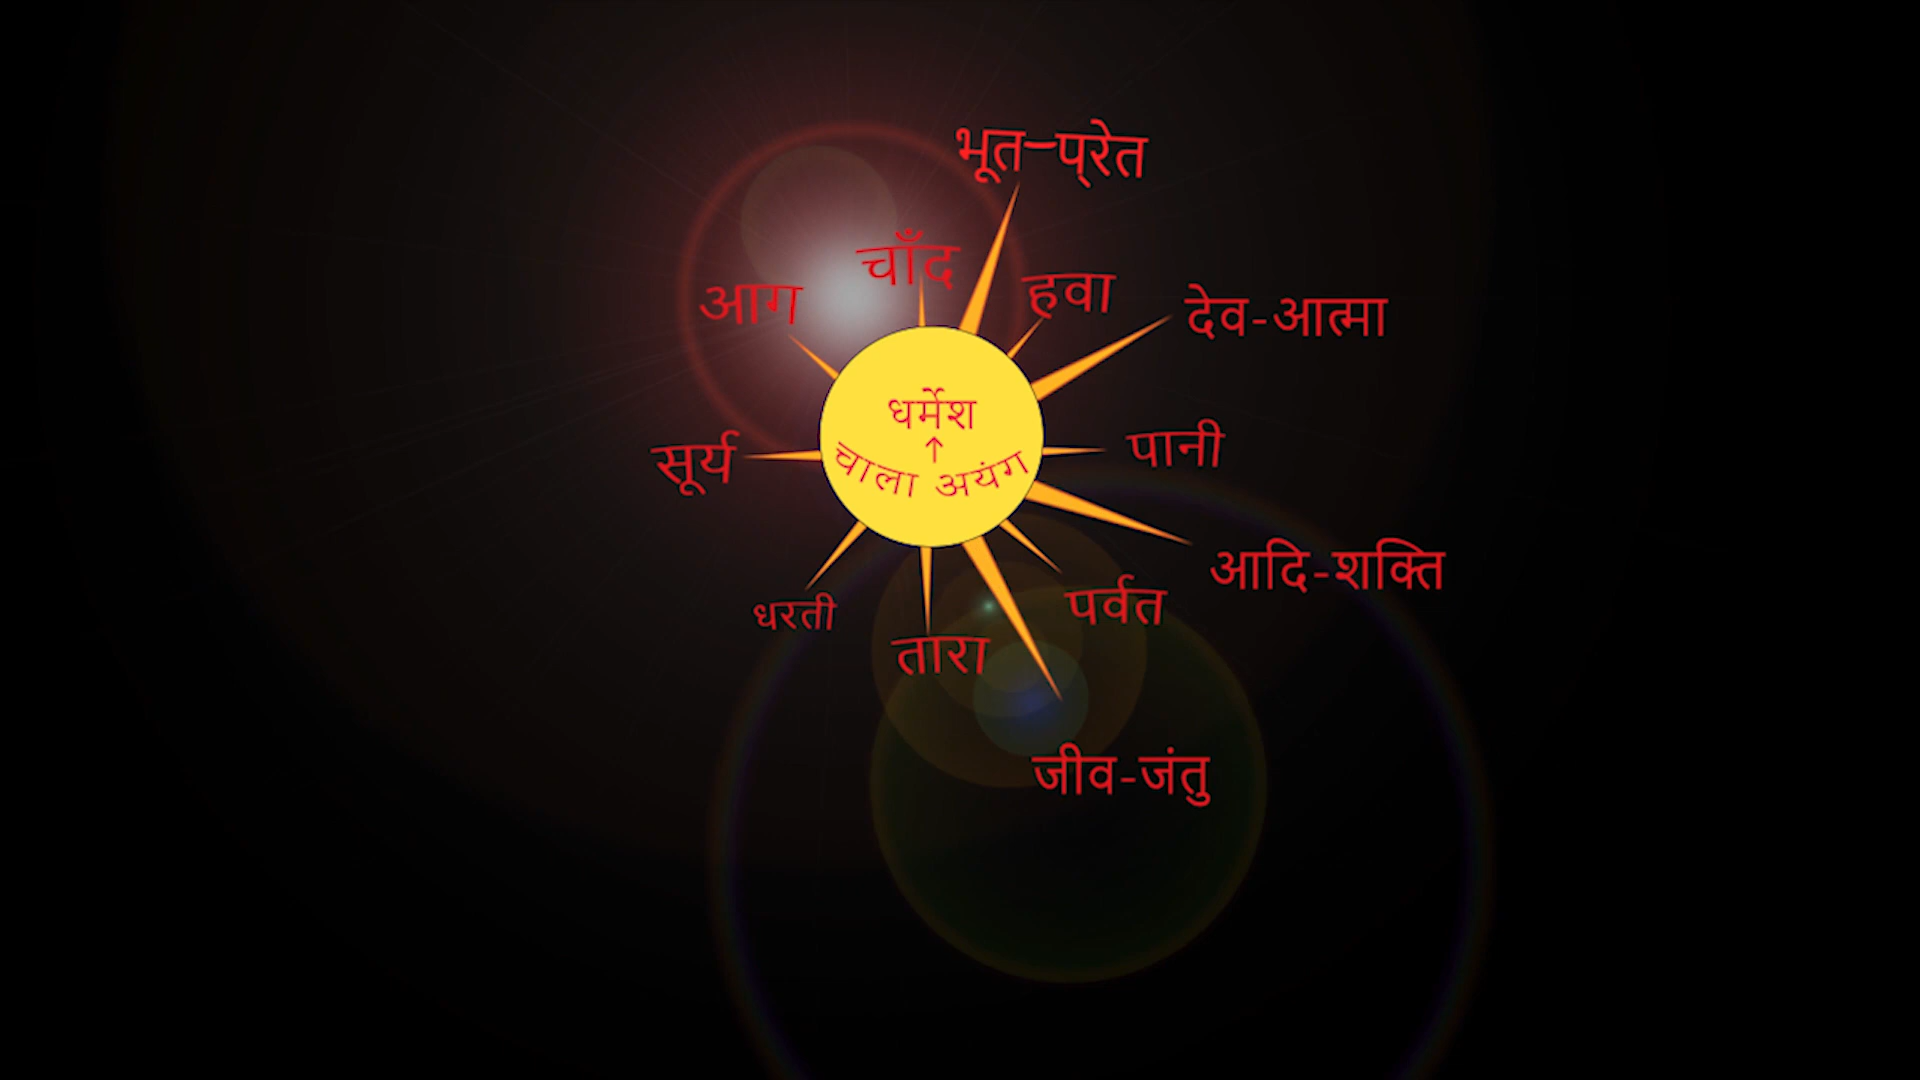 भूत-प्रेत
चाँद
हवा
आग
देव-आत्मा
धर्मेश
↑
चाला अयंग
सूर्य
पानी
आदि-शक्ति
धरती
पर्वत
तारा
जीव-जंतु